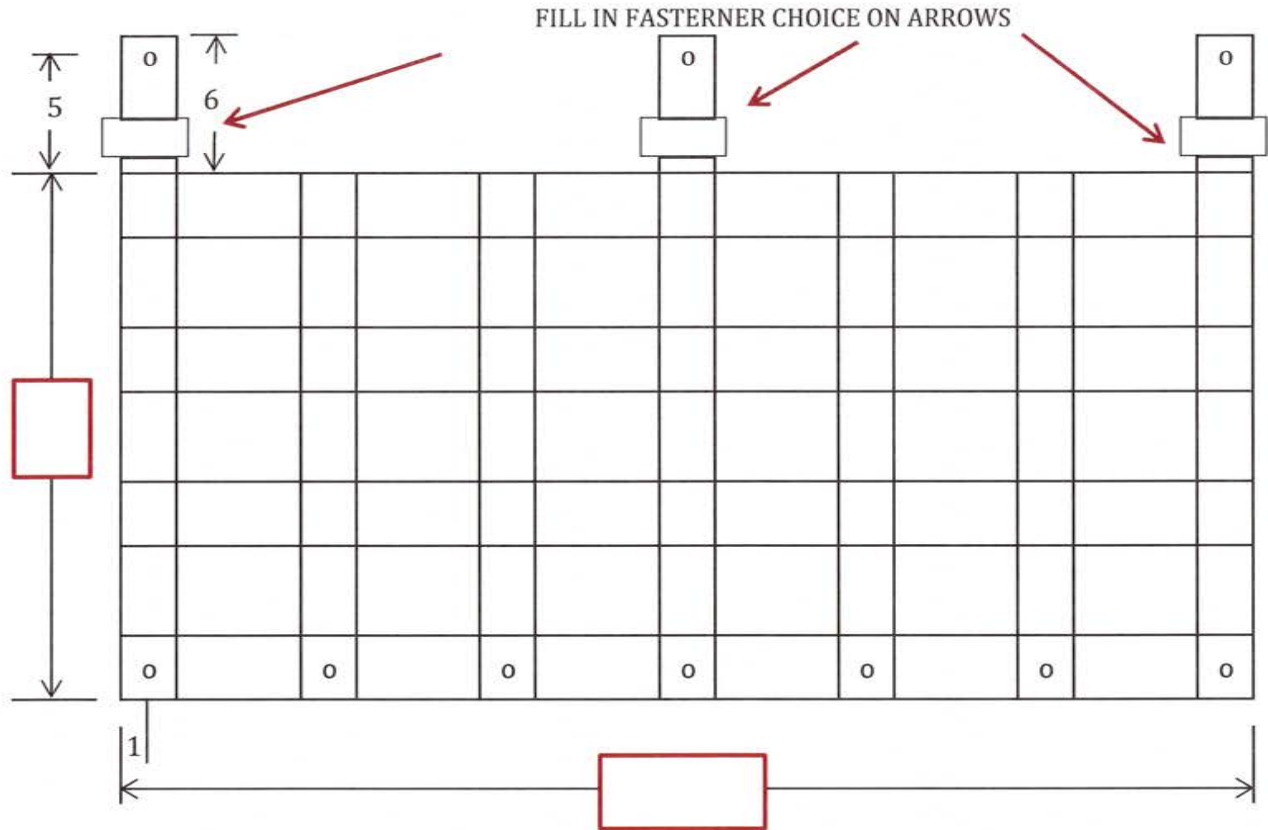 FILL IN FASTERNER CHOICE ON ARROWS
o o o
5 6
o o o o o o o
1